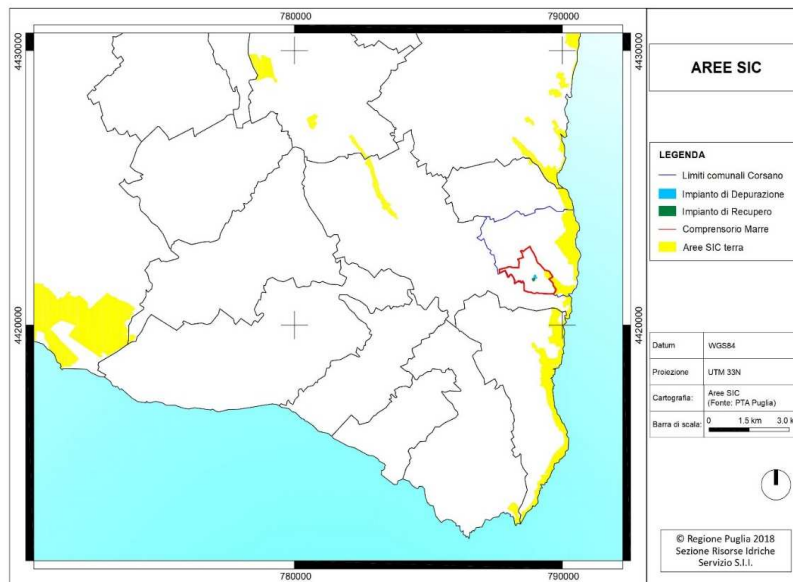 780000
790000
4430000
4430000
4420000
4420000
780000
790000
AREE SIC
LEGENDA
Limiti comunali Corsano
Impianto di Depurazione
Impianto di Recupero
Comprensorio Marre
Aree SIC terra
Datum WGS84
Proiezione UTM 33N
Cartografia: Aree SIC
(Fonte: PTA Puglia)
Barra di scala: 0 1.5 km 3.0 k
© Regione Puglia 2018
Sezione Risorse Idriche
Servizio S.I.I.